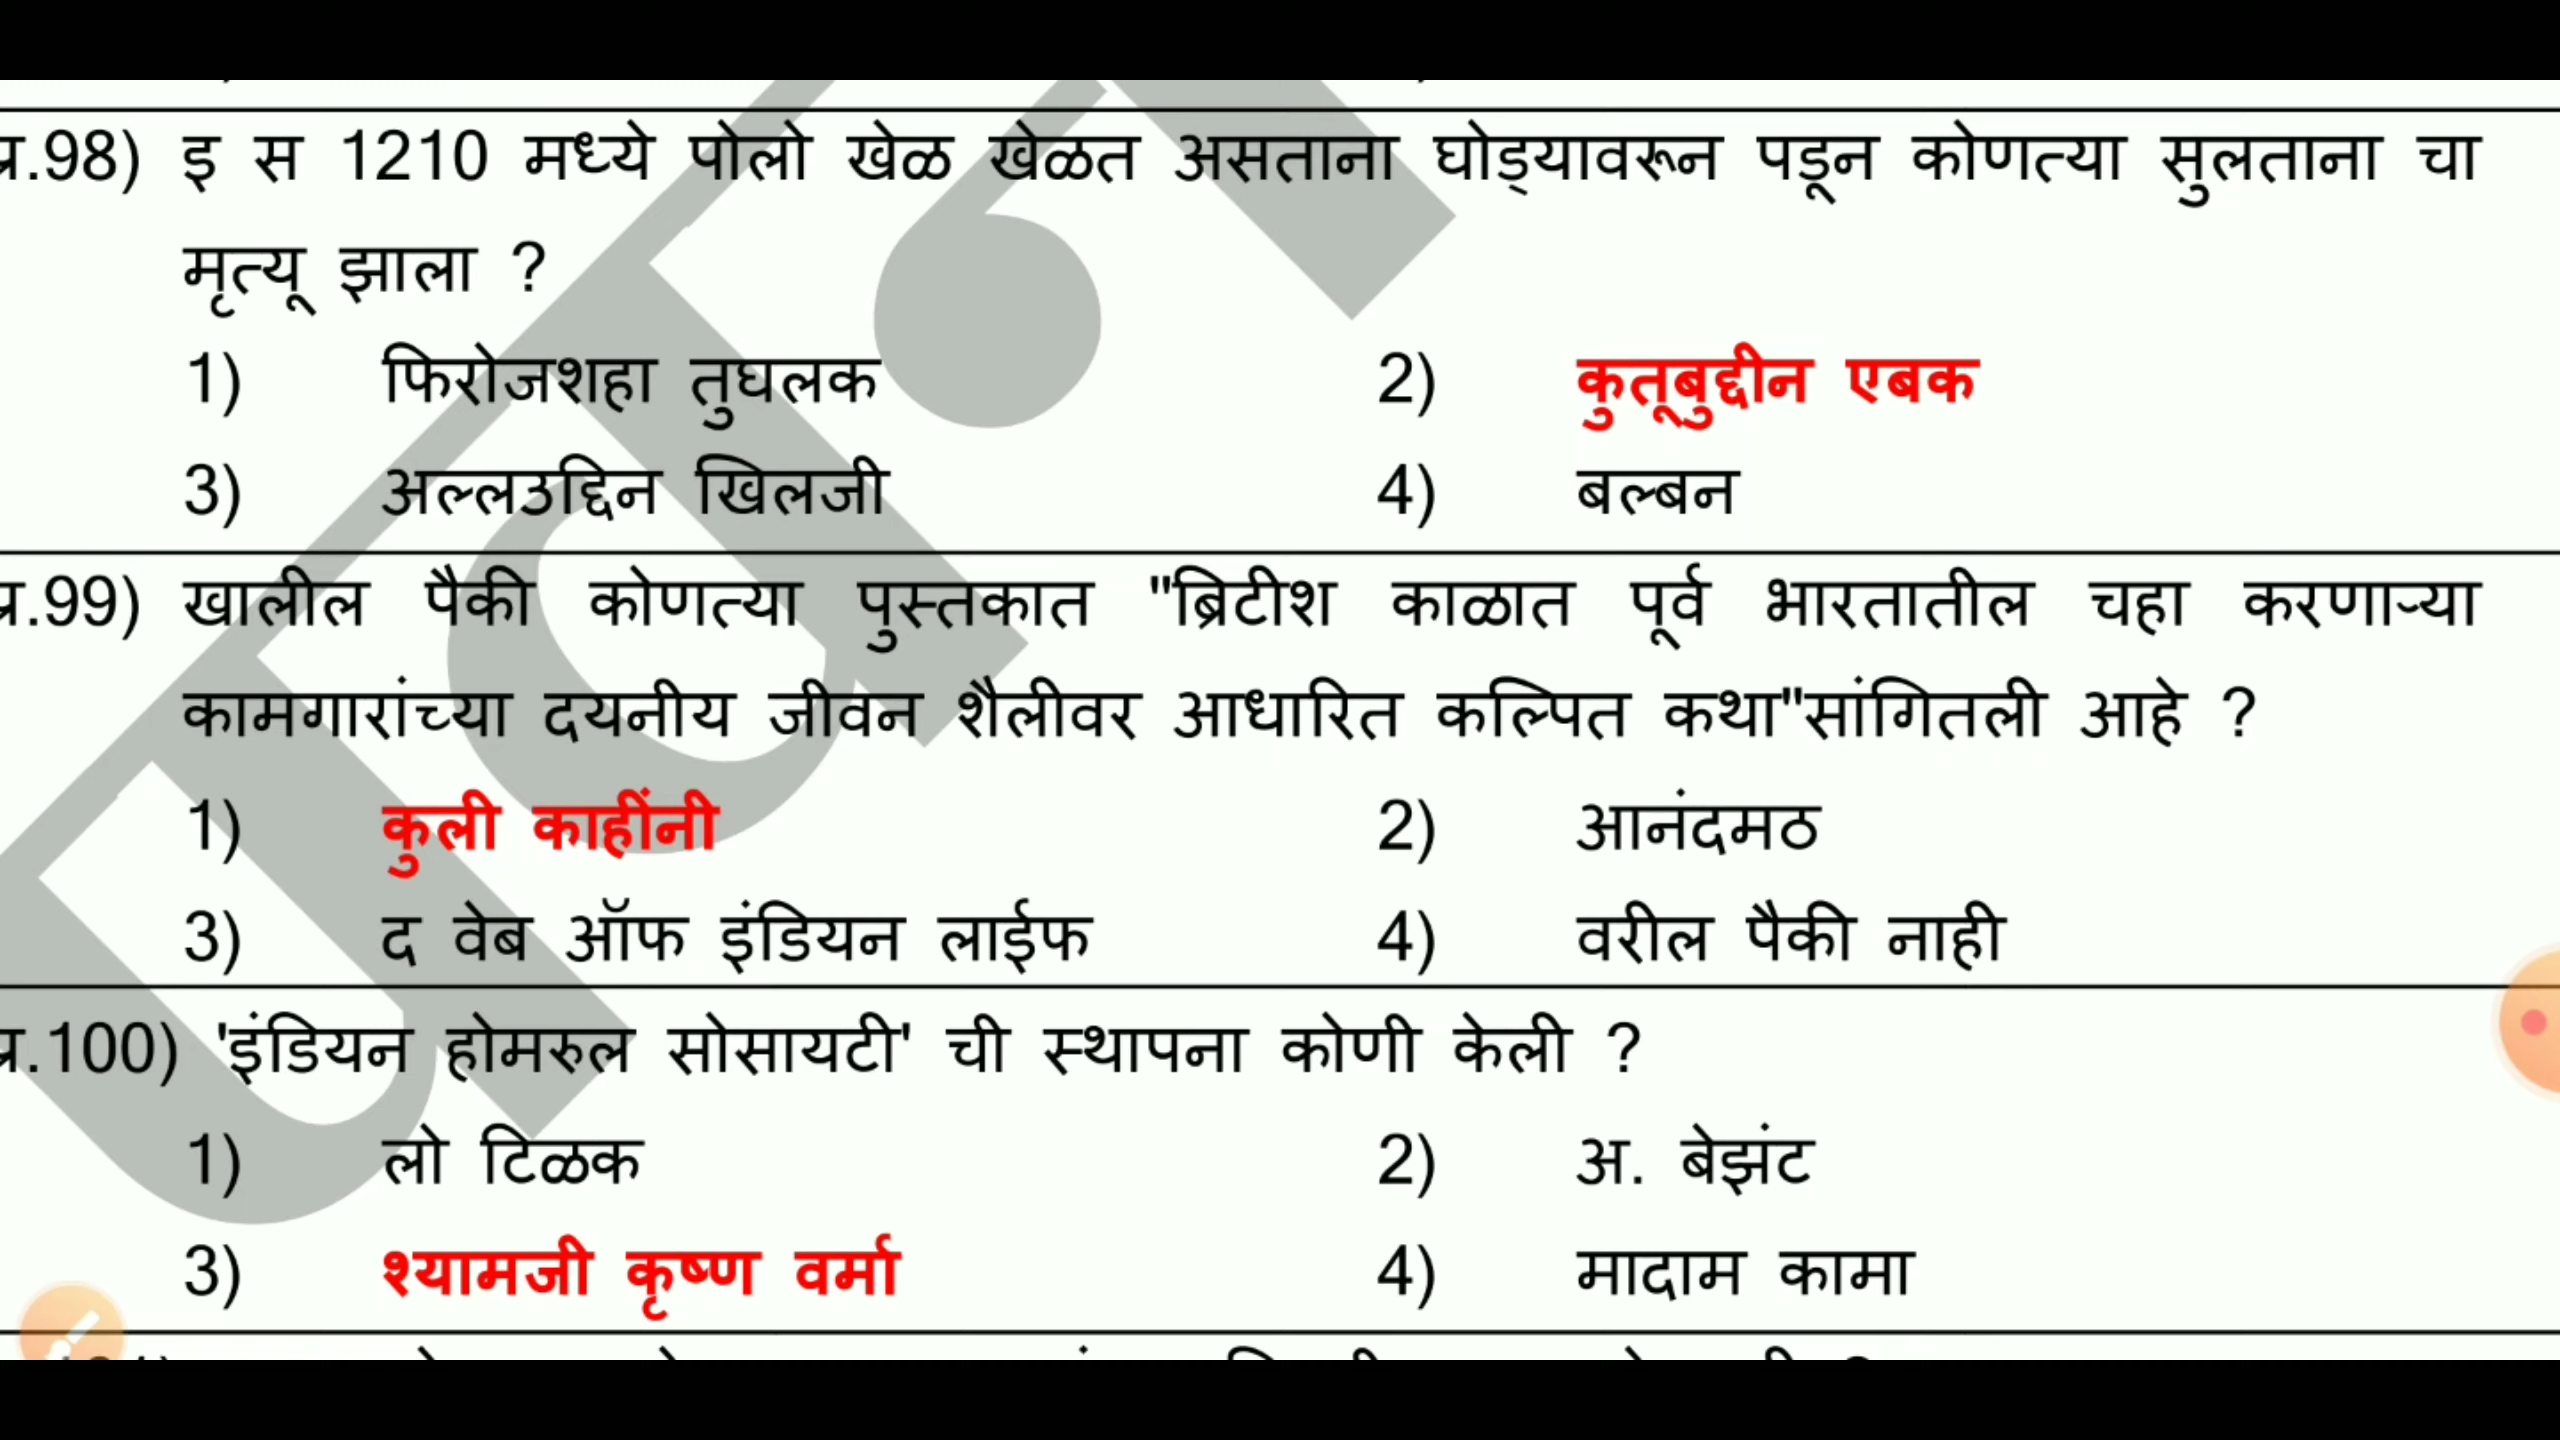 प्र.98) इ स 1210 मध्ये पोलो खेळ खेळत असताना घोड्यावरून पडून कोणत्या सुलताना चा
मृत्यू झाला ?
1) फिरोजशहा तुघलक 2) कुतूबुद्दीन एबक
3) अल्लउद्दिन खिलजी 4) बल्बन
प्र.99) खालील पैकी कोणत्या पुस्तकात "ब्रिटीश काळात पूर्व भारतातील चहा करणाऱ्या
कामगारांच्या दयनीय जीवन शैलीवर आधारित कल्पित कथा"सांगितली आहे ?
1) कुली काहींनी 2) आनंदमठ
3) द वेब ऑफ इंडियन लाईफ 4) वरील पैकी नाही
प्र.100) 'इंडियन होमरुल सोसायटी' ची स्थापना कोणी केली ?
1) लो टिळक 2) अ. बेझंट
3) श्यामजी कृष्ण वर्मा 4) मादाम कामा